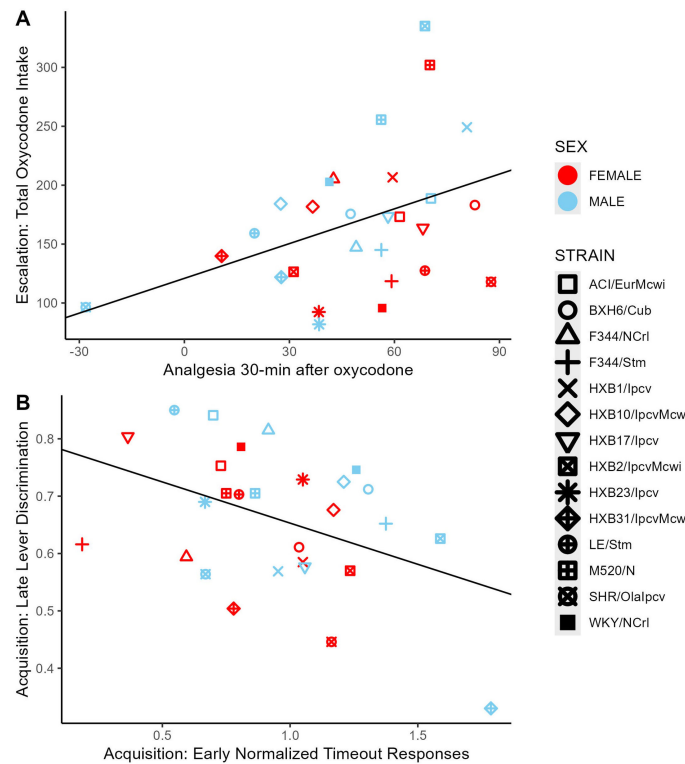 A
Escalation: Total Oxycodone Intake
300
250
200
150
100
-30
0
30
60
90
Analgesia 30-min after oxycodone
B
Acquisition: Late Lever Discrimination
0.8
0.7
0.6
0.5
0.4
0.5
1.0
1.5
Acquisition: Early Normalized Timeout Responses
SEX
FEMALE
MALE
STRAIN
ACI/EurMcwi
BXH6/Cub
F344/NCrl
F344/Stm
HXB1/Ipcv
HXB10/IpcvMcw
HXB17/Ipcv
HXB2/IpcvMcwi
HXB23/Ipcv
HXB31/IpcvMcw
LE/Stm
M520/N
SHR/OlaIpcv
WKY/NCrl